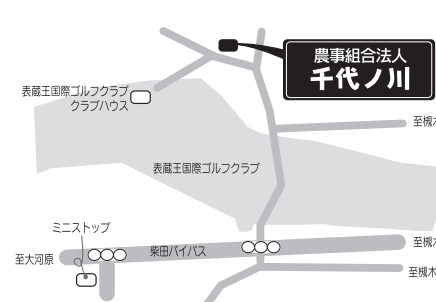 農事組合法人
千代ノ川
表蔵王国際ゴルフクラブ
クラブハウス
至槻木
表蔵王国際ゴルフクラブ
ミニストップ
至大河原
柴田バイパス
至槻木
至槻木